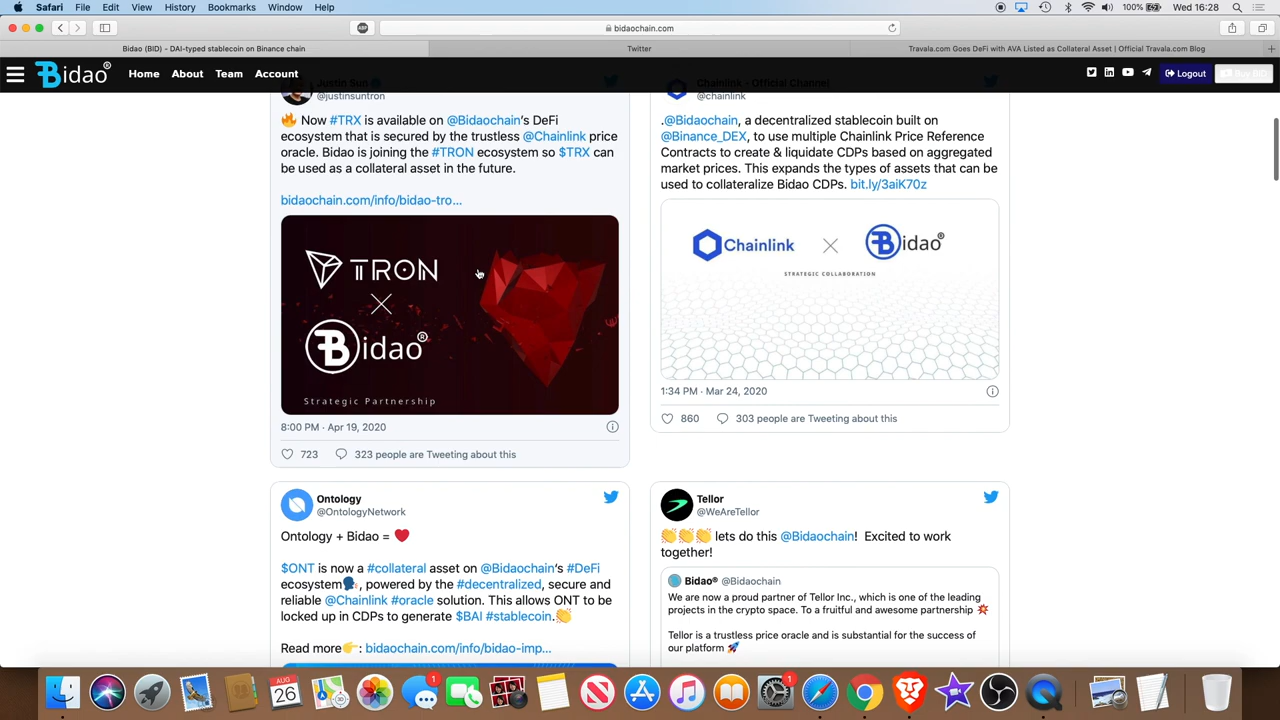 Safari File Edit View History Bookmarks Window Help
100% Wed 16:28
ABP
bidaochain.com
Bidao (BID) - DAI-typed stablecoin on Binance chain
Twitter
Travala.com Goes DeFi with AVA Listed as Collateral Asset | Official Travala.com Blog
Bidao® Home About Team Account
Logout
Buy BID
Justin Sun
@justinsuntron
🔥 Now #TRX is available on @Bidaochain's DeFi
ecosystem that is secured by the trustless @Chainlink price
oracle. Bidao is joining the #TRON ecosystem so $TRX can
be used as a collateral asset in the future.
bidaochain.com/info/bidao-tro...
TRON
Bidao®
Strategic Partnership
8:00 PM · Apr 19, 2020
723 323 people are Tweeting about this
Chainlink - Official Channel
@chainlink
.@Bidaochain, a decentralized stablecoin built on
@Binance_DEX, to use multiple Chainlink Price Reference
Contracts to create & liquidate CDPs based on aggregated
market prices. This expands the types of assets that can be
used to collateralize Bidao CDPs. bit.ly/3aiK70z
Chainlink Bidao®
STRATEGIC COLLABORATION
1:34 PM · Mar 24, 2020
860 303 people are Tweeting about this
Ontology
@OntologyNetwork
Ontology + Bidao = ❤️
$ONT is now a #collateral asset on @Bidaochain's #DeFi
ecosystem🗣, powered by the #decentralized, secure and
reliable @Chainlink #oracle solution. This allows ONT to be
locked up in CDPs to generate $BAI #stablecoin.👏
Read more👉: bidaochain.com/info/bidao-imp...
Tellor
@WeAreTellor
👏👏👏 lets do this @Bidaochain! Excited to work
together!
Bidao® @Bidaochain
We are now a proud partner of Tellor Inc., which is one of the leading
projects in the crypto space. To a fruitful and awesome partnership 💥
Tellor is a trustless price oracle and is substantial for the success of
our platform 🚀
1
AUG
26
1